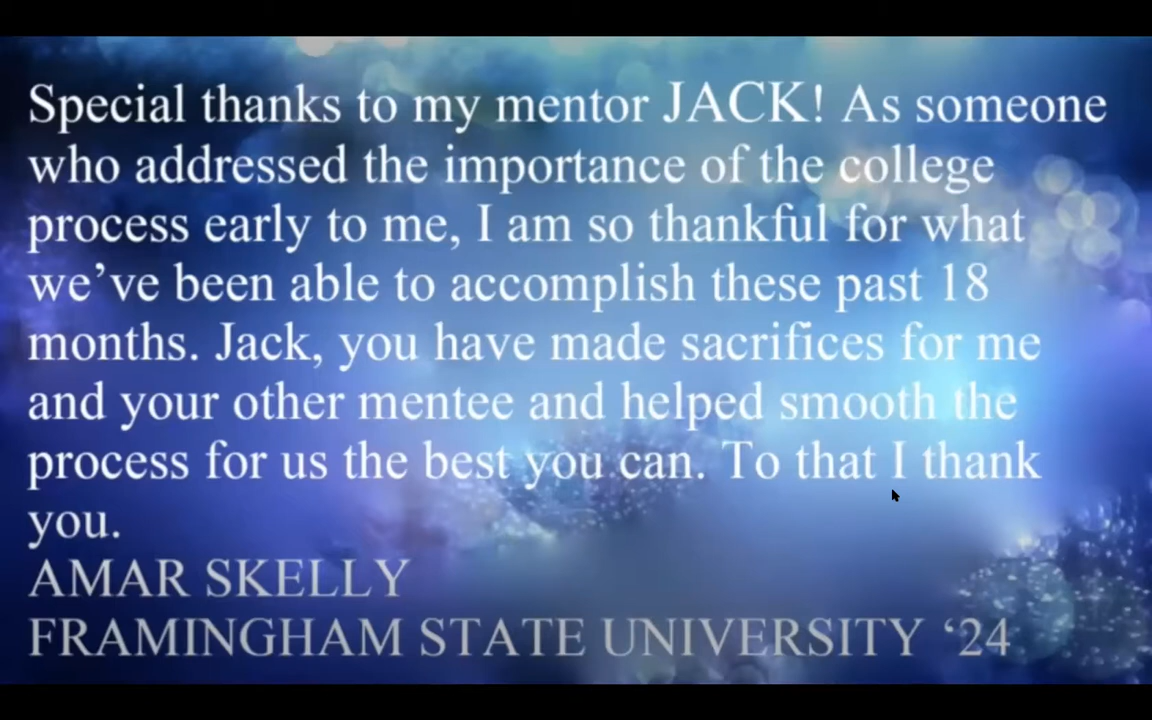 Special thanks to my mentor JACK! As someone
who addressed the importance of the college
process early to me, I am so thankful for what
we’ve been able to accomplish these past 18
months. Jack, you have made sacrifices for me
and your other mentee and helped smooth the
process for us the best you can. To that I thank
you.
AMAR SKELLY
FRAMINGHAM STATE UNIVERSITY ‘24